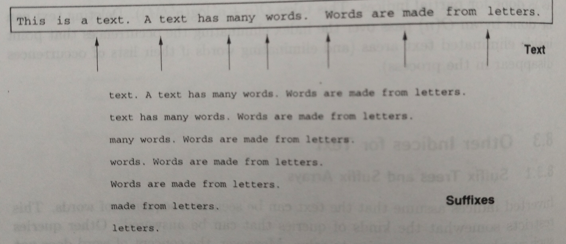 This is a text. A text has many words. Words are made from letters.
Text
text. A text has many words. Words are made from letters.
text has many words. Words are made from letters.
many words. Words are made from letters.
words. Words are made from letters.
Words are made from letters.
made from letters.
letters.
Suffixes